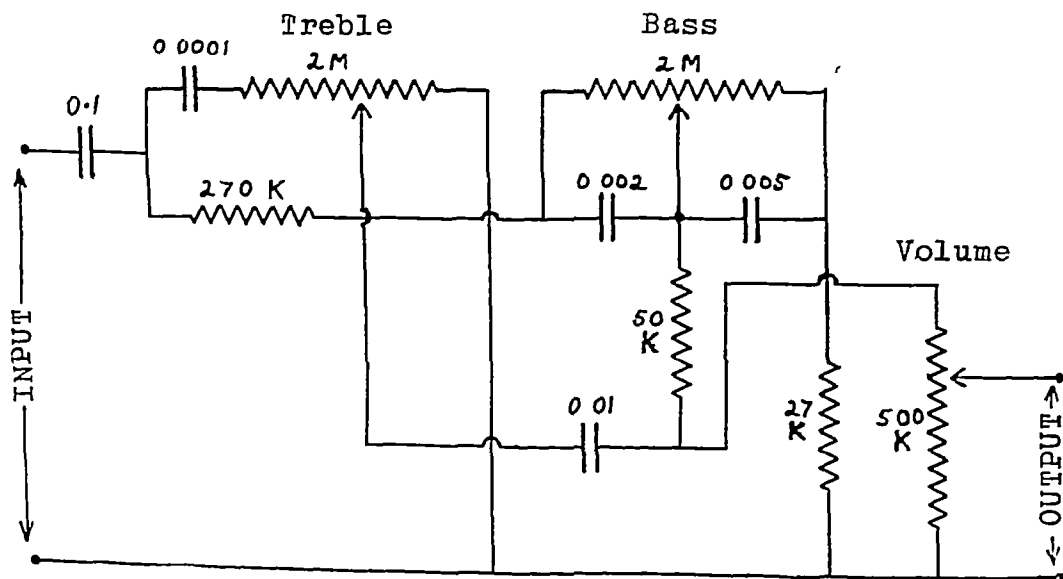 Treble
Bass
0 0001
2M
2M
0.1
270 K
0 002
0 005
Volume
INPUT
50
K
0 01
27
K
500
K
OUTPUT